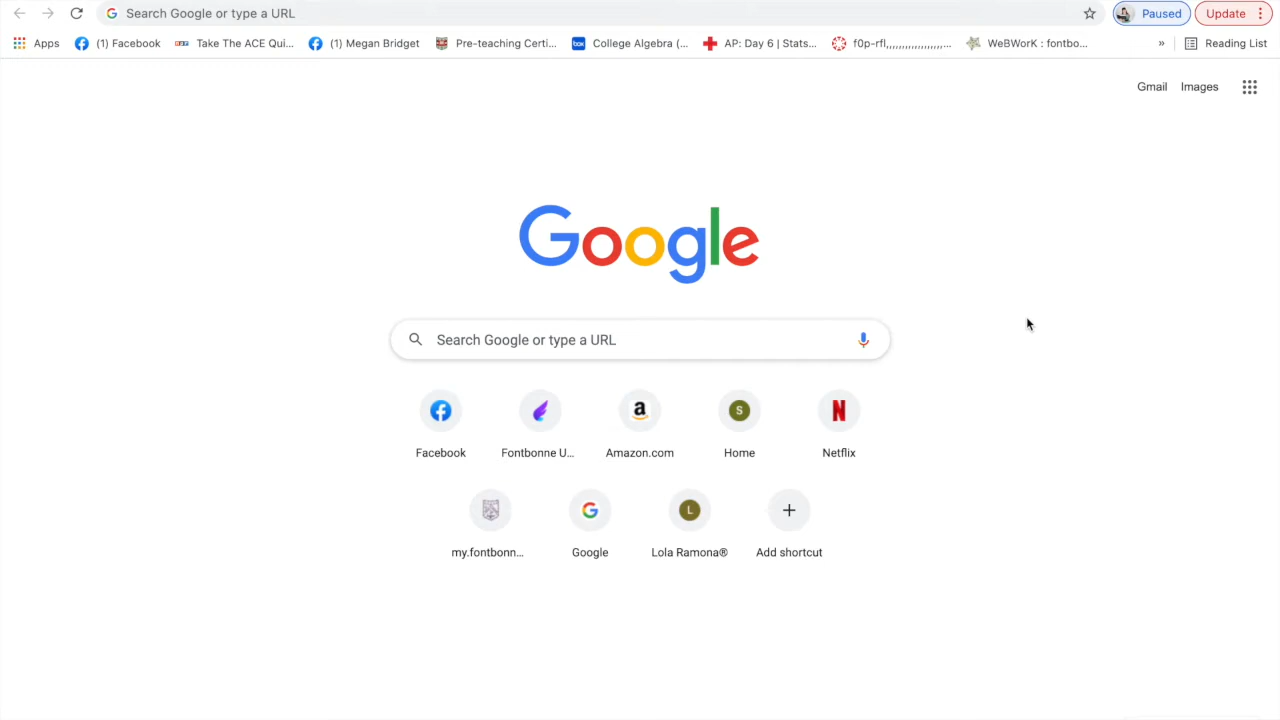 Search Google or type a URL
Paused
Update
Apps
(1) Facebook
Take The ACE Qui...
(1) Megan Bridget
Pre-teaching Certi...
box
College Algebra (...
AP: Day 6 | Stats...
f0p-rfl,,,,,,,,,,,,,,,,,,,...
WeBWorK : fontbo...
»
Reading List
Gmail
Images
Google
Search Google or type a URL
a
S
N
Facebook
Fontbonne U...
Amazon.com
Home
Netflix
G
L
my.fontbonn...
Google
Lola Ramona®
Add shortcut